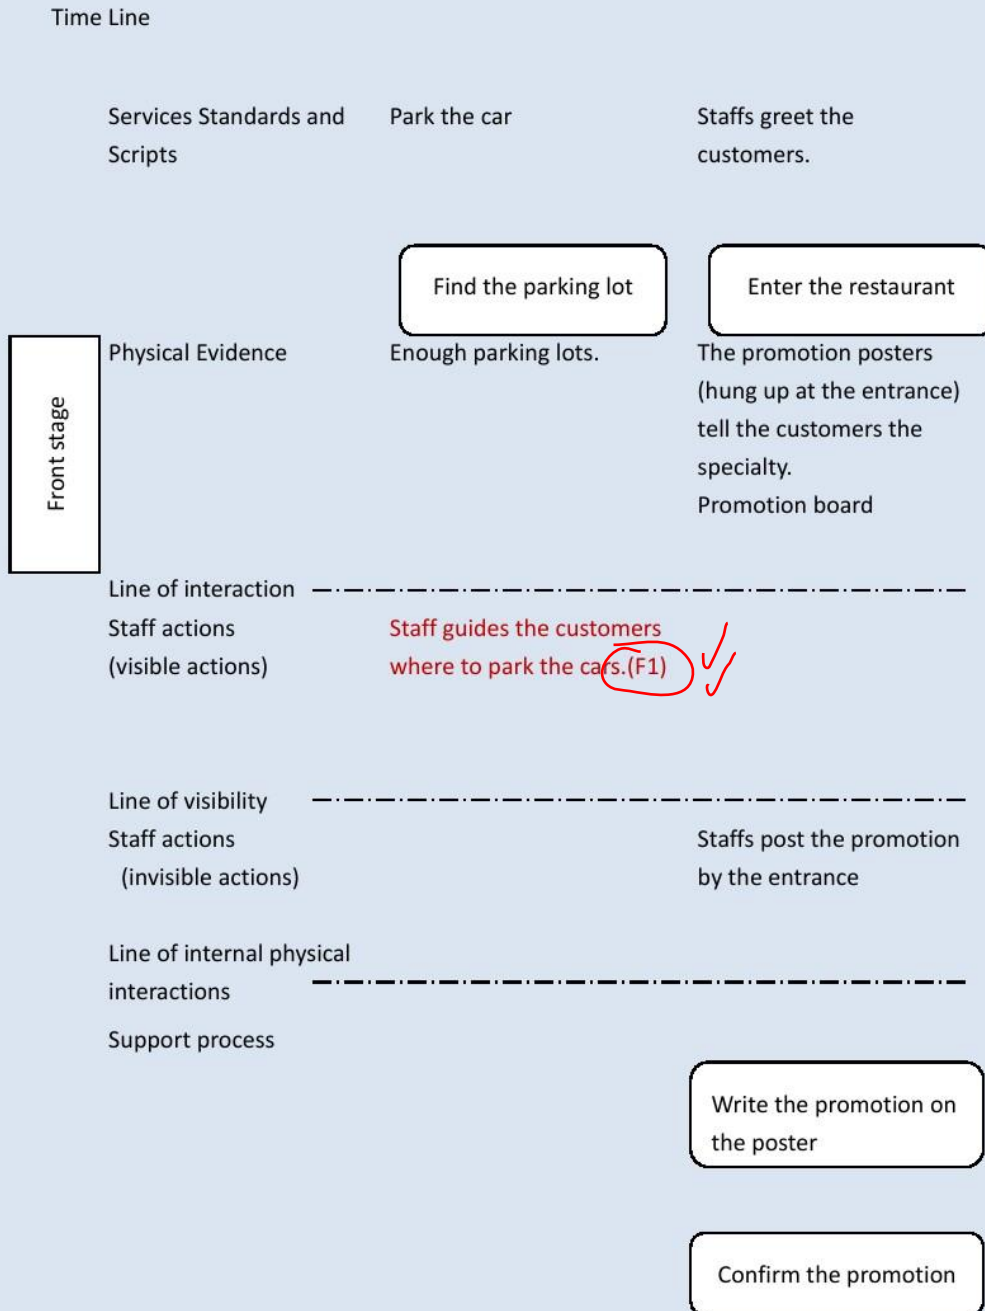 Time Line
Services Standards and
Scripts
Park the car
Staffs greet the
customers.
Find the parking lot
Enter the restaurant
Front stage
Physical Evidence
Enough parking lots.
The promotion posters
(hung up at the entrance)
tell the customers the
specialty.
Promotion board
Line of interaction
Staff actions
(visible actions)
Staff guides the customers
where to park the cars.(F1)
Line of visibility
Staff actions
(invisible actions)
Staffs post the promotion
by the entrance
Line of internal physical
interactions
Support process
Write the promotion on
the poster
Confirm the promotion